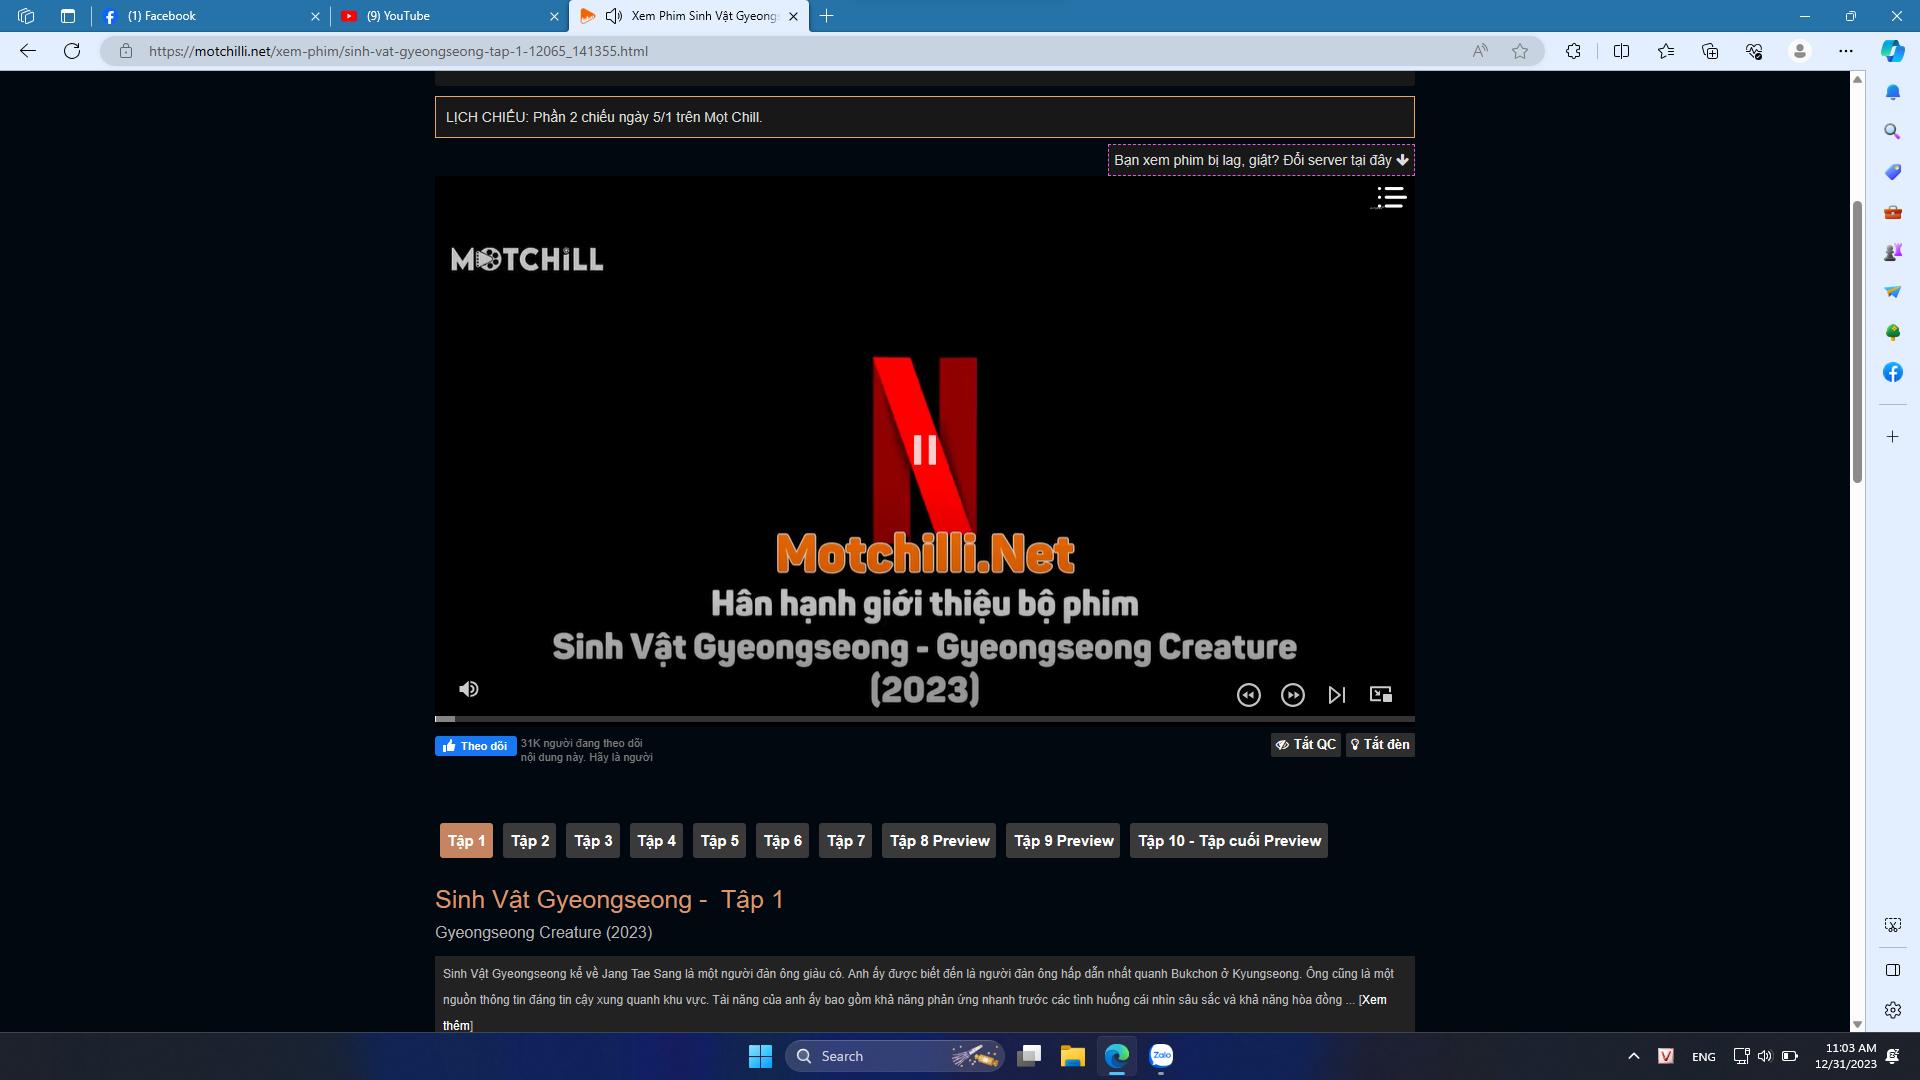 (1) Facebook
(9) YouTube
Xem Phim Sinh Vật Gyeongs
https://motchilli.net/xem-phim/sinh-vat-gyeongseong-tap-1-12065_141355.html
LỊCH CHIẾU: Phần 2 chiếu ngày 5/1 trên Mọt Chill.
Bạn xem phim bị lag, giật? Đổi server tại đây
MOTCHiLL
N
Motchilli.Net
Hân hạnh giới thiệu bộ phim
Sinh Vật Gyeongseong - Gyeongseong Creature
(2023)
Theo dõi
31K người đang theo dõi
nội dung này. Hãy là người
Tắt QC
Tắt đèn
Tập 1
Tập 2
Tập 3
Tập 4
Tập 5
Tập 6
Tập 7
Tập 8 Preview
Tập 9 Preview
Tập 10 - Tập cuối Preview
Sinh Vật Gyeongseong - Tập 1
Gyeongseong Creature (2023)
Sinh Vật Gyeongseong kể về Jang Tae Sang là một người đàn ông giàu có. Anh ấy được biết đến là người đàn ông hấp dẫn nhất quanh Bukchon ở Kyungseong. Ông cũng là một
nguồn thông tin đáng tin cậy xung quanh khu vực. Tài năng của anh ấy bao gồm khả năng phản ứng nhanh trước các tình huống cái nhìn sâu sắc và khả năng hòa đồng ... [Xem
thêm]
Search
Zalo
V
ENG
11:03 AM
12/31/2023